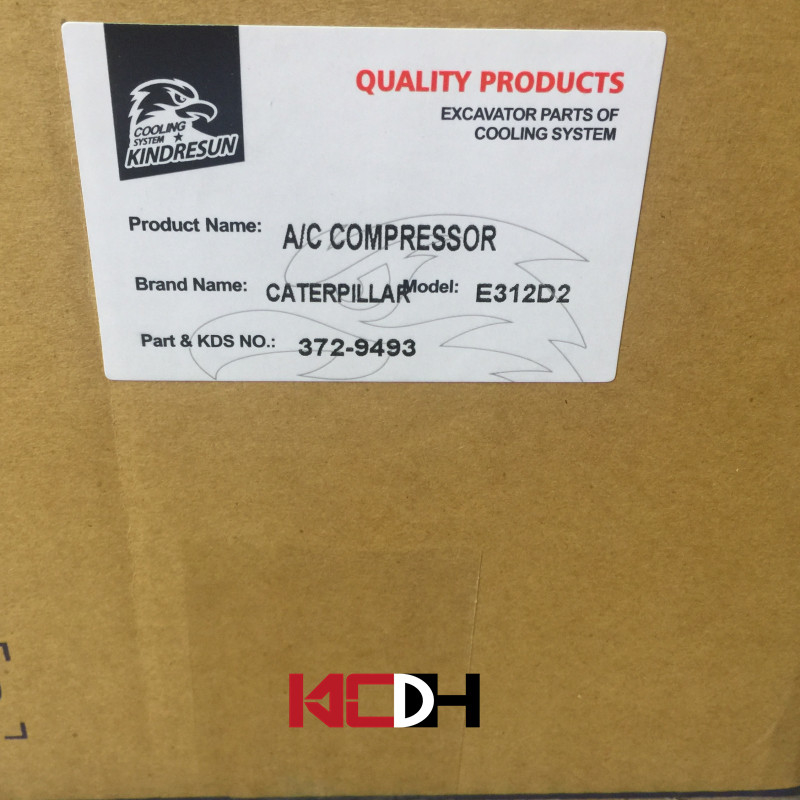 QUALITY PRODUCTS
EXCAVATOR PARTS OF
COOLING SYSTEM
COOLING
SYSTEM
KINDRESUN
Product Name: A/C COMPRESSOR
Brand Name: CATERPILLAR Model: E312D2
Part & KDS NO.: 372-9493
KCDH